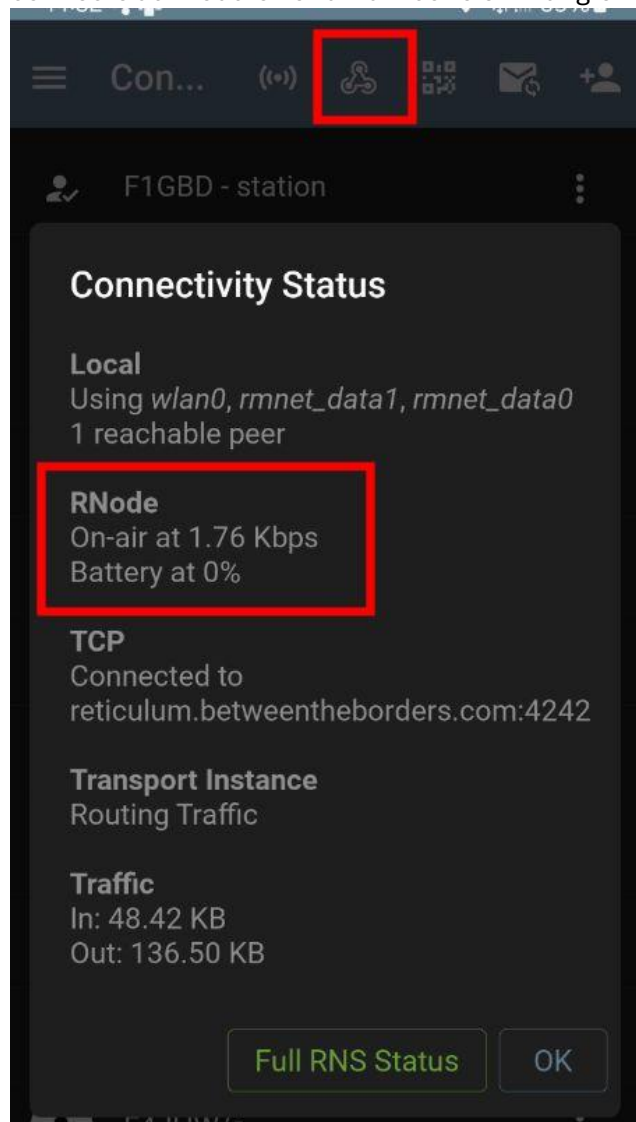 Con...
F1GBD - station
Connectivity Status
Local
Using wlan0, rmnet_data1, rmnet_data0
1 reachable peer
RNode
On-air at 1.76 Kbps
Battery at 0%
TCP
Connected to
reticulum.betweentheborders.com:4242
Transport Instance
Routing Traffic
Traffic
In: 48.42 KB
Out: 136.50 KB
Full RNS Status
OK